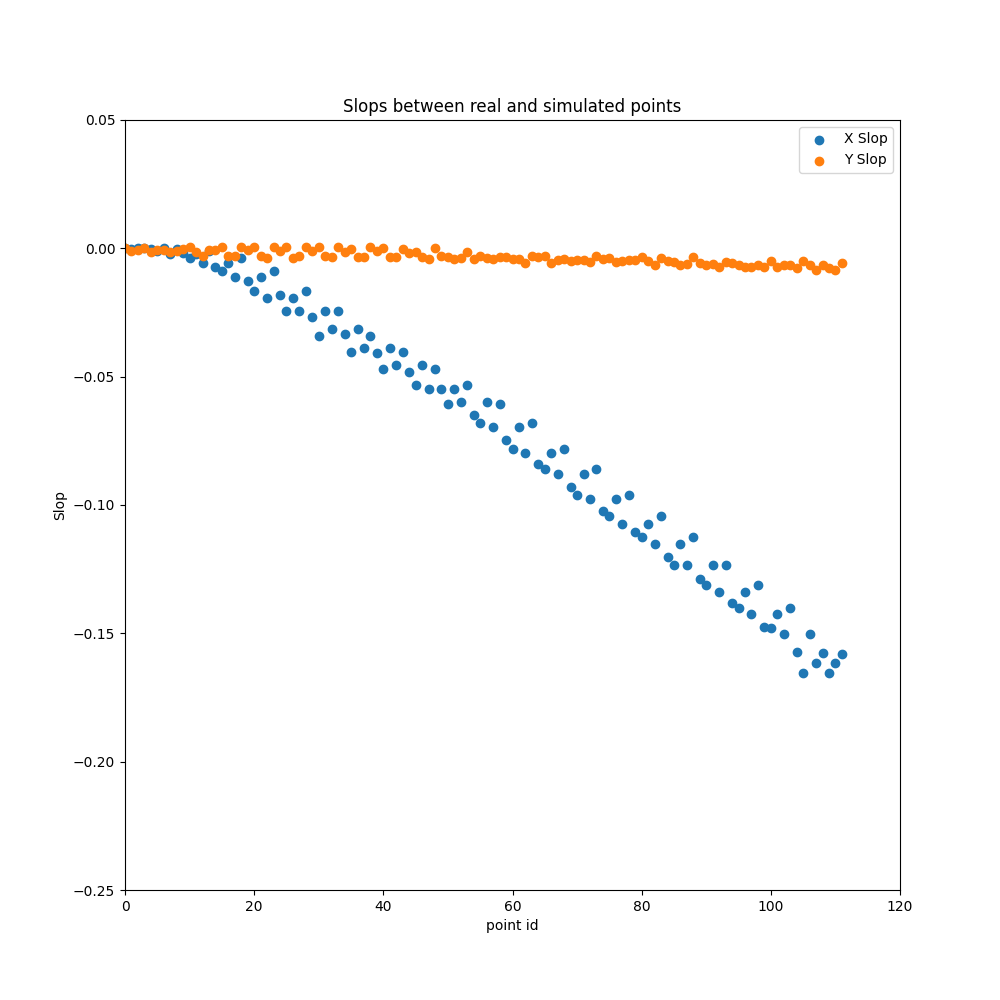 Slops between real and simulated points
X Slop
Y Slop
0.05
0.00
−0.05
−0.10
−0.15
−0.20
−0.25
Slop
0 20 40 60 80 100 120
point id